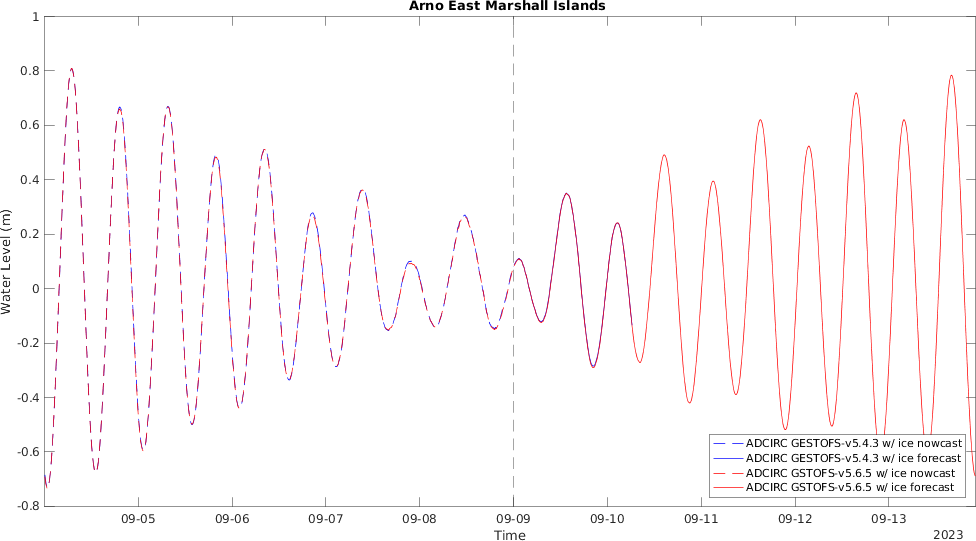 Arno East Marshall Islands
1
0.8
0.6
0.4
0.2
0
-0.2
-0.4
-0.6
-0.8
Water Level (m)
09-05 09-06 09-07 09-08 09-09 09-10 09-11 09-12 09-13
Time
2023
ADCIRC GESTOFS-v5.4.3 w/ ice nowcast
ADCIRC GESTOFS-v5.4.3 w/ ice forecast
ADCIRC GSTOFS-v5.6.5 w/ ice nowcast
ADCIRC GSTOFS-v5.6.5 w/ ice forecast